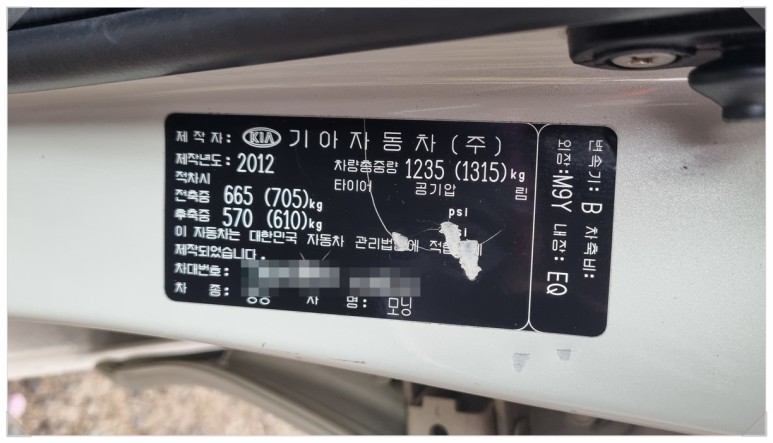 제작자: KIA 기아자동차(주)
제작년도: 2012 차량총중량 1235 (1315)kg
적차시 타이어 공기압 림
전축중 665 (705)kg psi
후축중 570 (610)kg
이 자동차는 대한민국 자동차 관리법에
제작되었습니다.
차대번호:
차 종: 차 명: 모닝
변속기: B 차축비:
외장: M9Y 내장: EQ